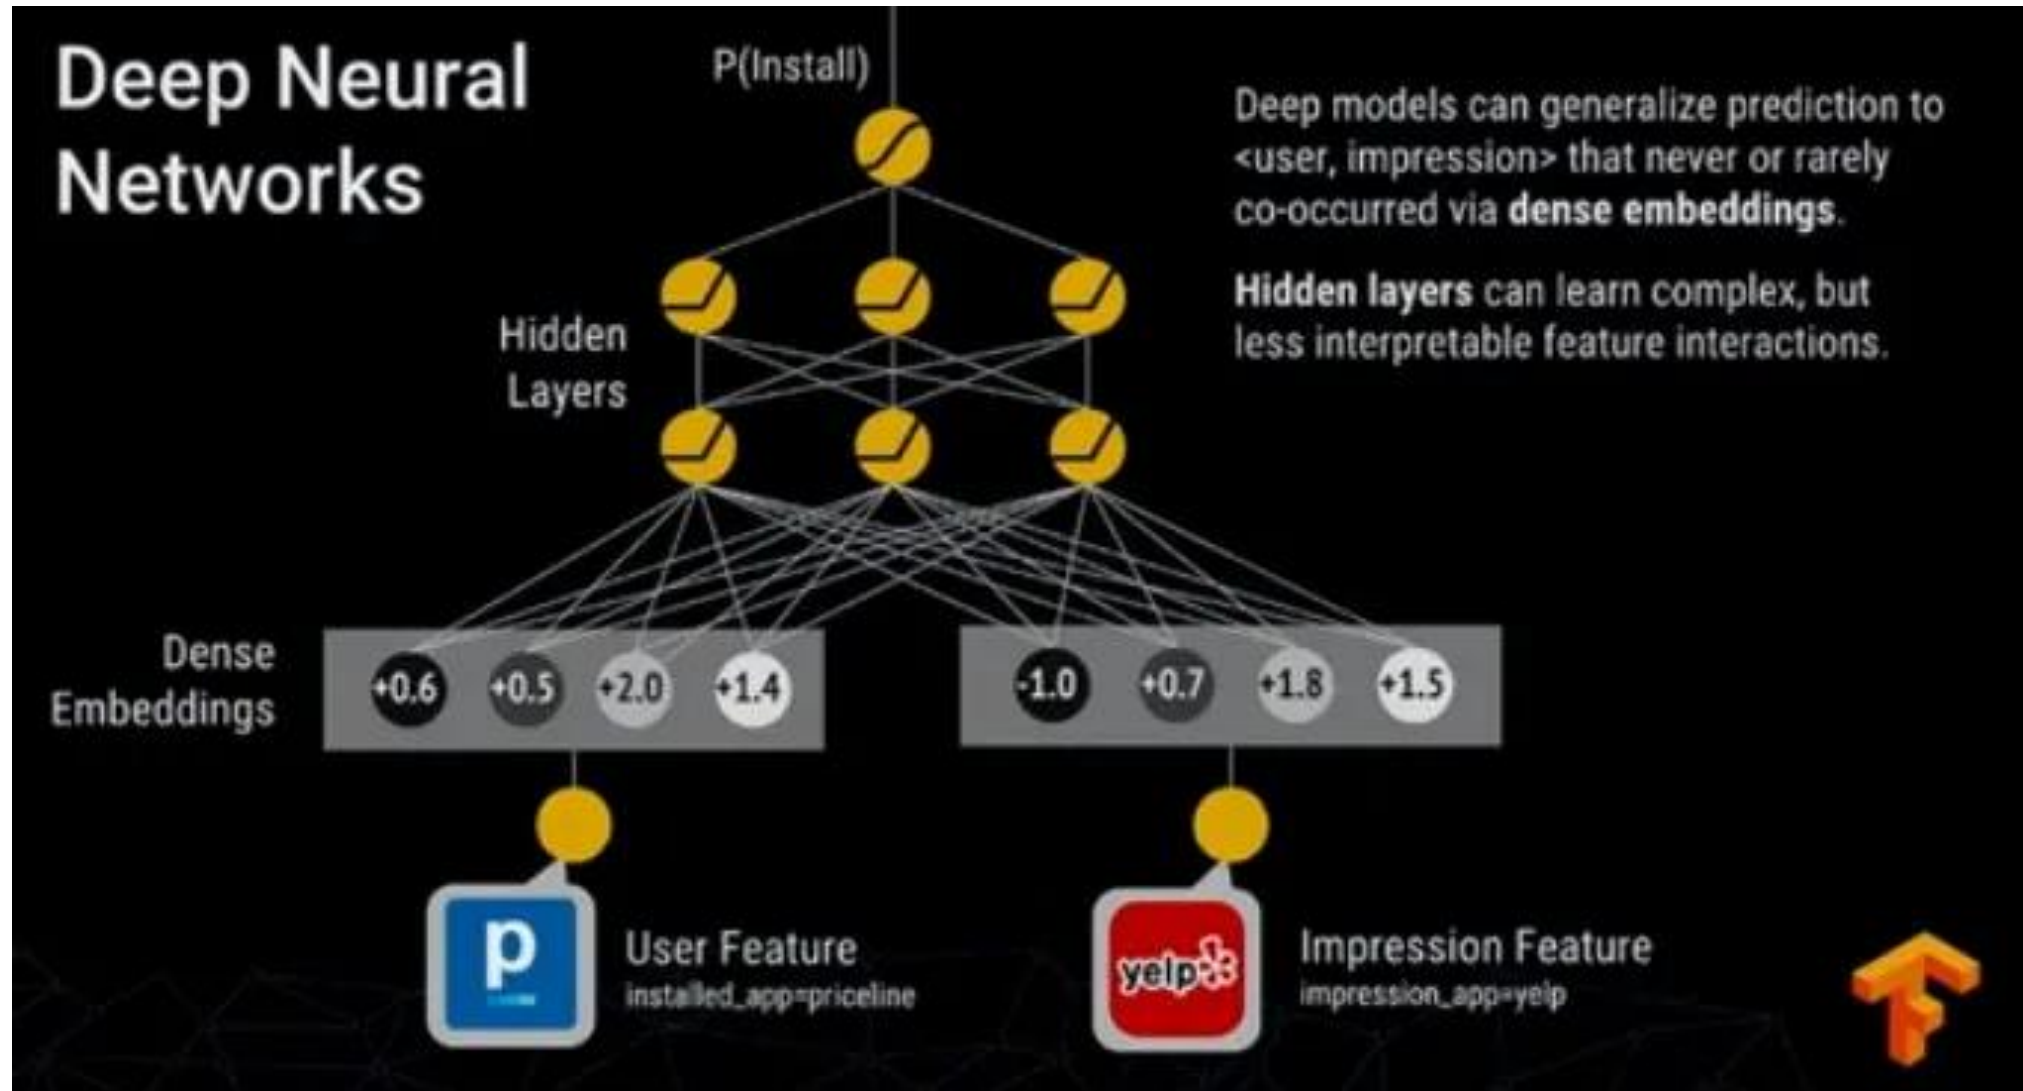 Deep Neural
Networks
P(Install)
Deep models can generalize prediction to
<user, impression> that never or rarely
co-occurred via dense embeddings.
Hidden layers can learn complex, but
less interpretable feature interactions.
Hidden
Layers
Dense
Embeddings
+0.6 +0.5 +2.0 +1.4
-1.0 +0.7 +1.8 +1.5
p
User Feature
installed_app=priceline
yelp
Impression Feature
impression_app=yelp